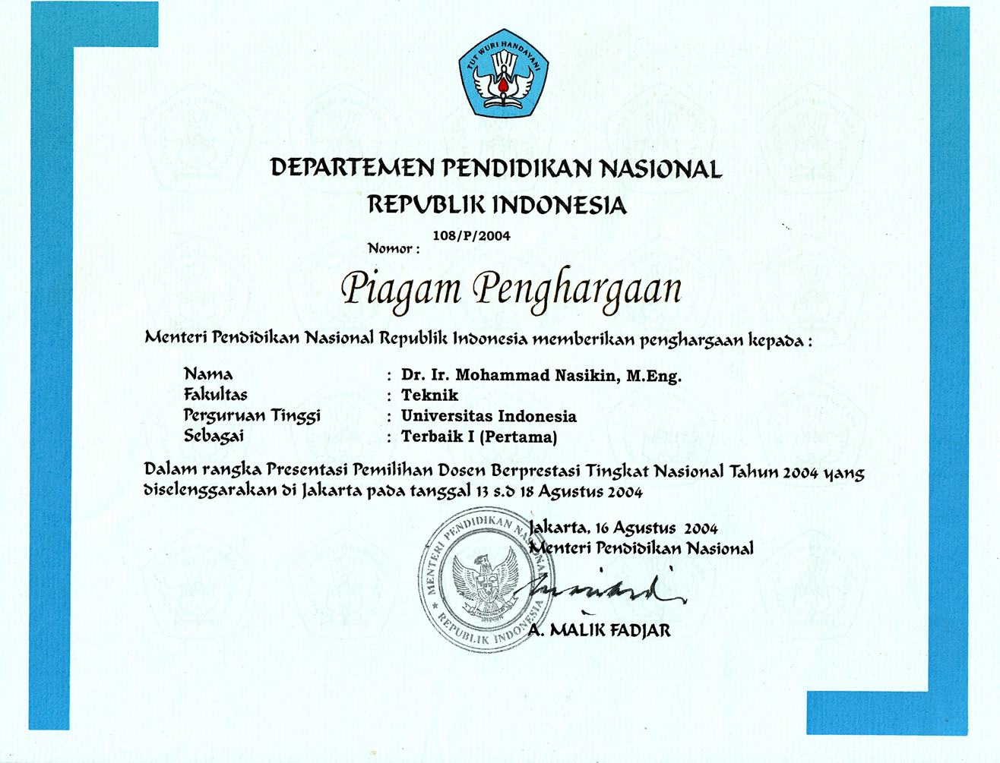 TUT WURI HANDAYANI
DEPARTEMEN PENDIDIKAN NASIONAL
REPUBLIK INDONESIA
108/P/2004
Nomor :
Piagam Penghargaan
Menteri Pendidikan Nasional Republik Indonesia memberikan penghargaan kepada :
Nama : Dr. Ir. Mohammad Nasikin, M.Eng.
Fakultas : Teknik
Perguruan Tinggi : Universitas Indonesia
Sebagai : Terbaik I (Pertama)
Dalam rangka Presentasi Pemilihan Dosen Berprestasi Tingkat Nasional Tahun 2004 yang
diselenggarakan di Jakarta pada tanggal 13 s.d 18 Agustus 2004
Jakarta, 16 Agustus 2004
Menteri Pendidikan Nasional
MENTERI PENDIDIKAN NASIONAL
REPUBLIK INDONESIA
A. MALIK FADJAR